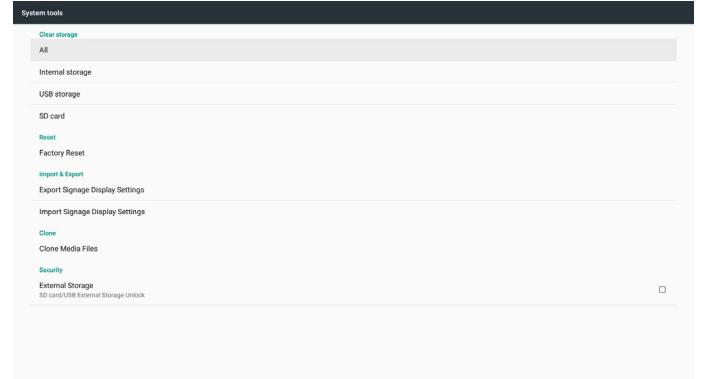 System tools
Clear storage
All
Internal storage
USB storage
SD card
Reset
Factory Reset
Import & Export
Export Signage Display Settings
Import Signage Display Settings
Clone
Clone Media Files
Security
External Storage
SD card/USB External Storage Unlock